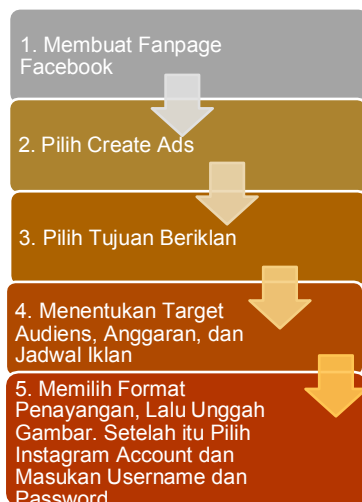 1. Membuat Fanpage
Facebook
2. Pilih Create Ads
3. Pilih Tujuan Beriklan
4. Menentukan Target
Audiens, Anggaran, dan
Jadwal Iklan
5. Memilih Format
Penayangan, Lalu Unggah
Gambar. Setelah itu Pilih
Instagram Account dan
Masukan Username dan
Password